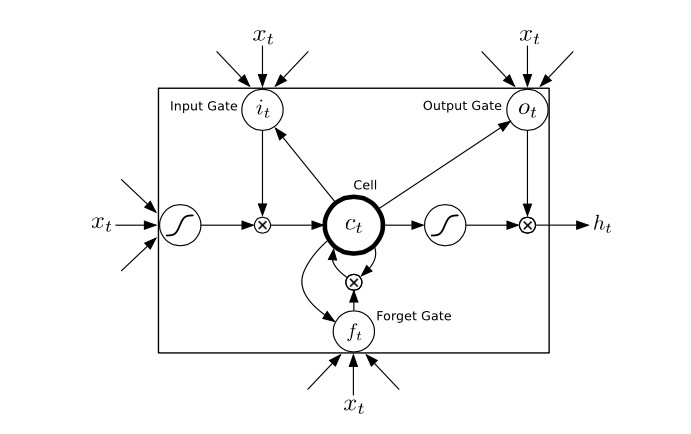 x_t x_t
Input Gate i_t Output Gate o_t
Cell
x_t c_t h_t
Forget Gate
f_t
x_t